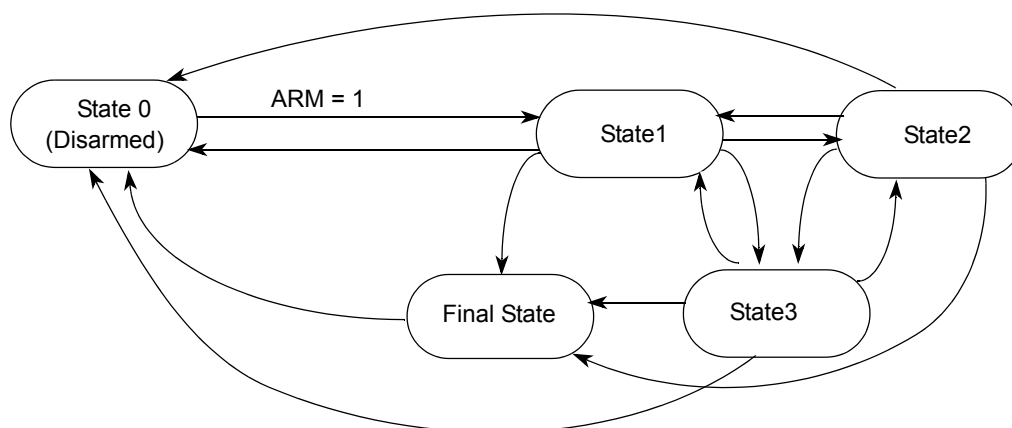 State 0
(Disarmed)
ARM = 1
State1
State2
Final State
State3